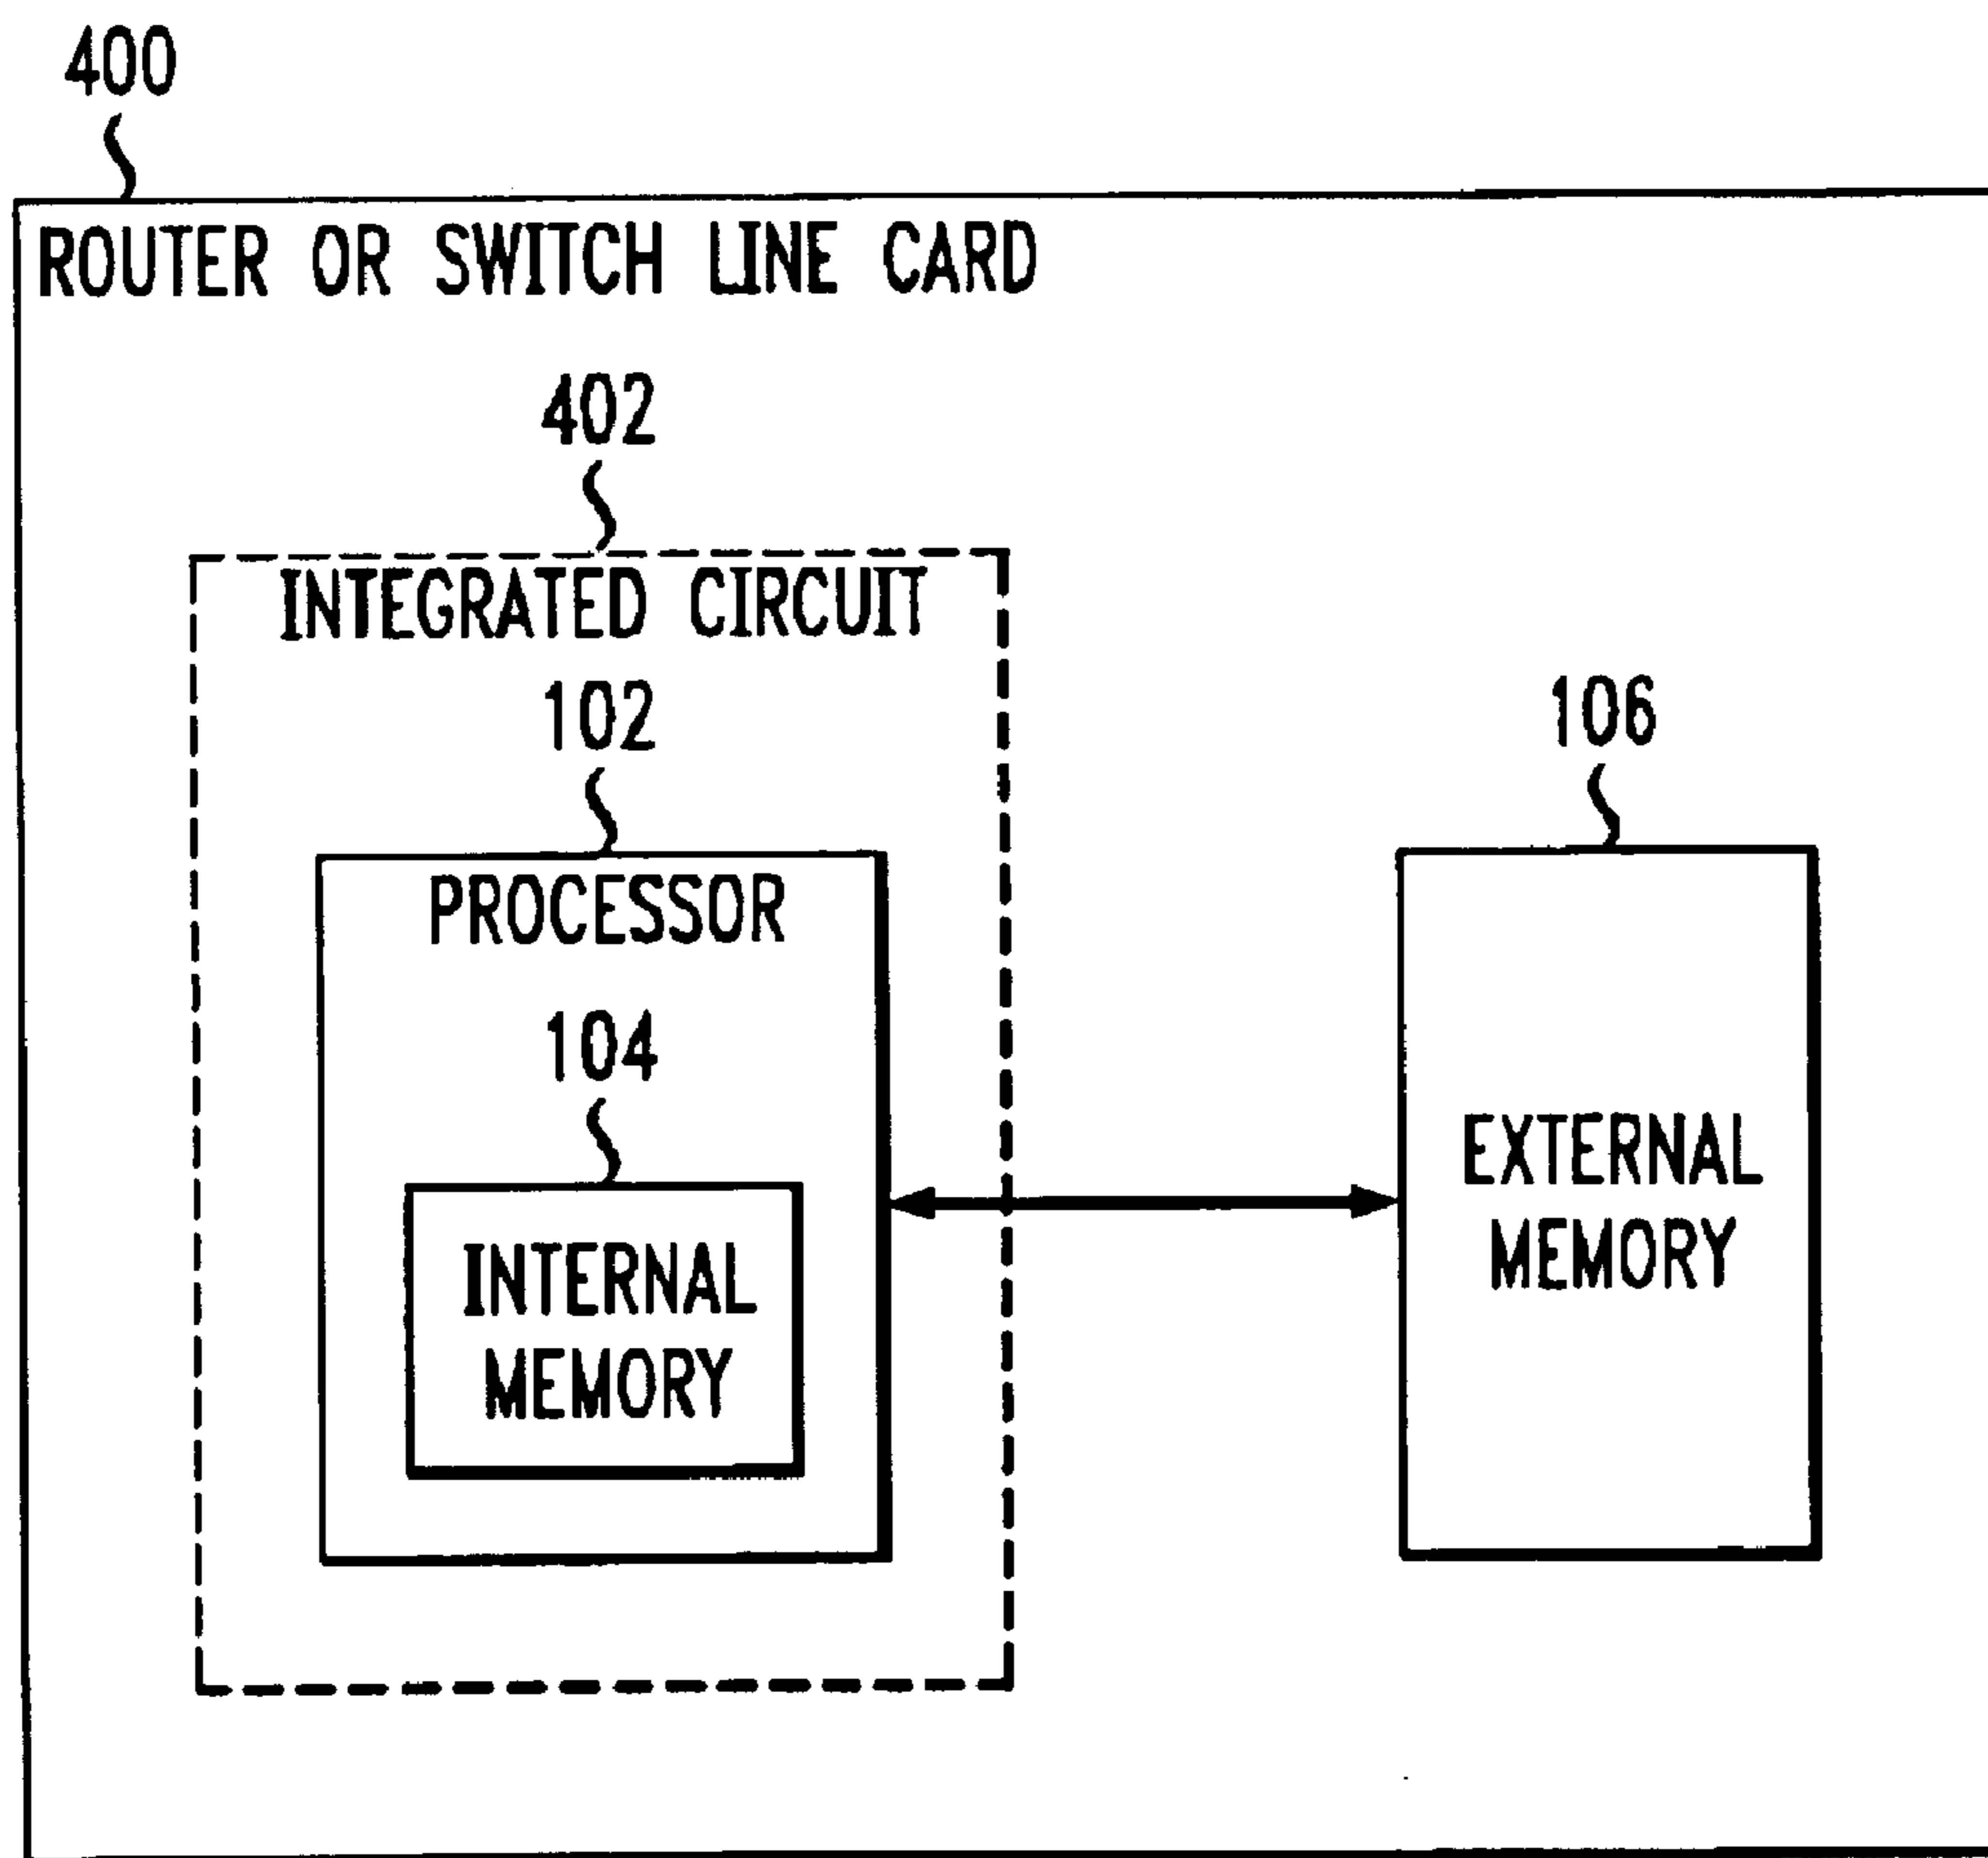 400
ROUTER OR SWITCH LINE CARD
402
INTEGRATED CIRCUIT
102
PROCESSOR
104
INTERNAL
MEMORY
106
EXTERNAL
MEMORY